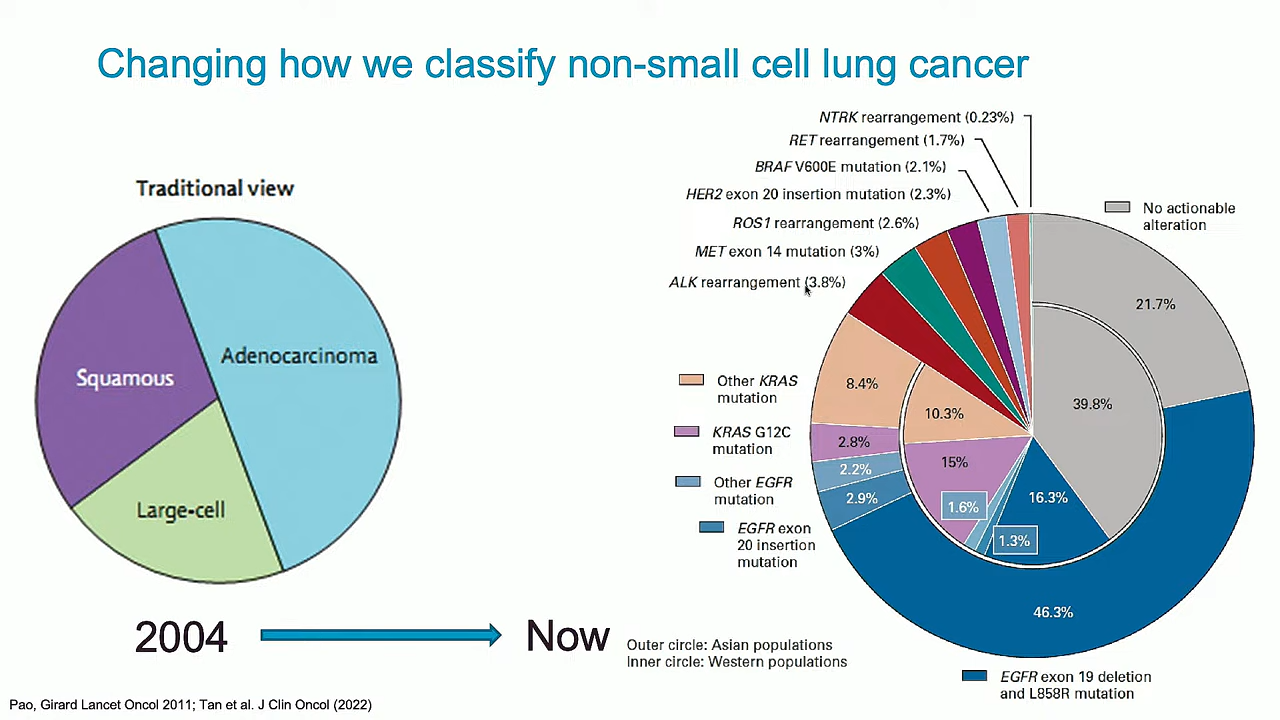 Changing how we classify non-small cell lung cancer
Traditional view
Squamous
Adenocarcinoma
Large-cell
2004
Now
NTRK rearrangement (0.23%)
RET rearrangement (1.7%)
BRAF V600E mutation (2.1%)
HER2 exon 20 insertion mutation (2.3%)
ROS1 rearrangement (2.6%)
MET exon 14 mutation (3%)
ALK rearrangement (3.8%)
No actionable
alteration
Other KRAS
mutation
KRAS G12C
mutation
Other EGFR
mutation
EGFR exon
20 insertion
mutation
21.7%
39.8%
8.4%
10.3%
2.8%
15%
2.2%
2.9%
1.6%
16.3%
1.3%
46.3%
Outer circle: Asian populations
Inner circle: Western populations
EGFR exon 19 deletion
and L858R mutation
Pao, Girard Lancet Oncol 2011; Tan et al. J Clin Oncol (2022)